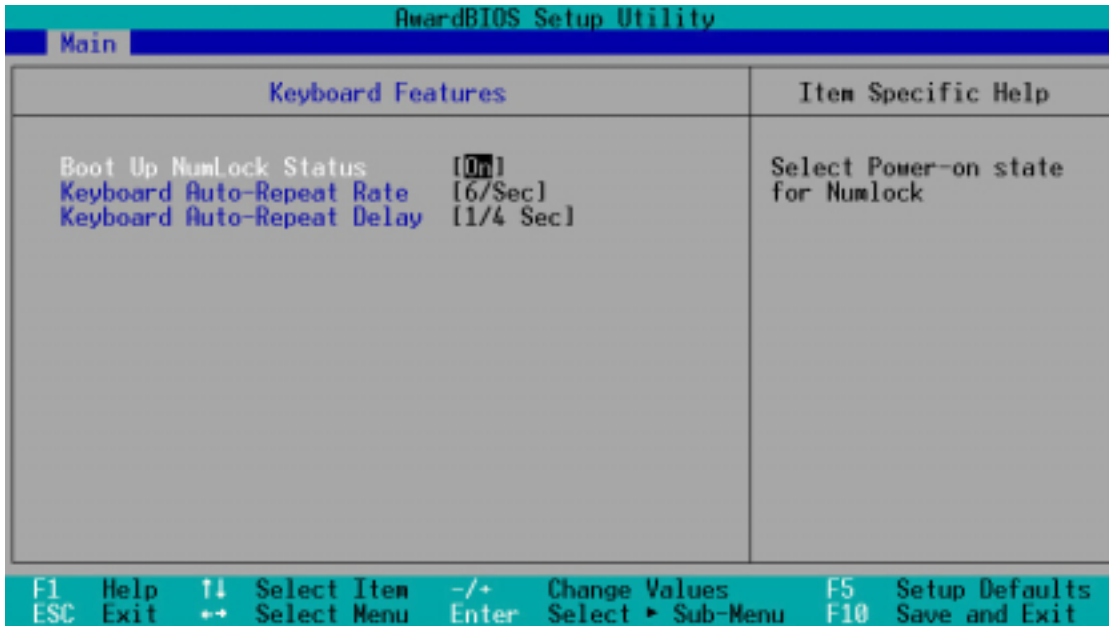 AwardBIOS Setup Utility
Main
Keyboard Features
Item Specific Help
Boot Up NumLock Status [On]
Keyboard Auto-Repeat Rate [6/Sec]
Keyboard Auto-Repeat Delay [1/4 Sec]
Select Power-on state
for Numlock
F1 Help ↑↓ Select Item -/+ Change Values F5 Setup Defaults
ESC Exit ←→ Select Menu Enter Select ► Sub-Menu F10 Save and Exit